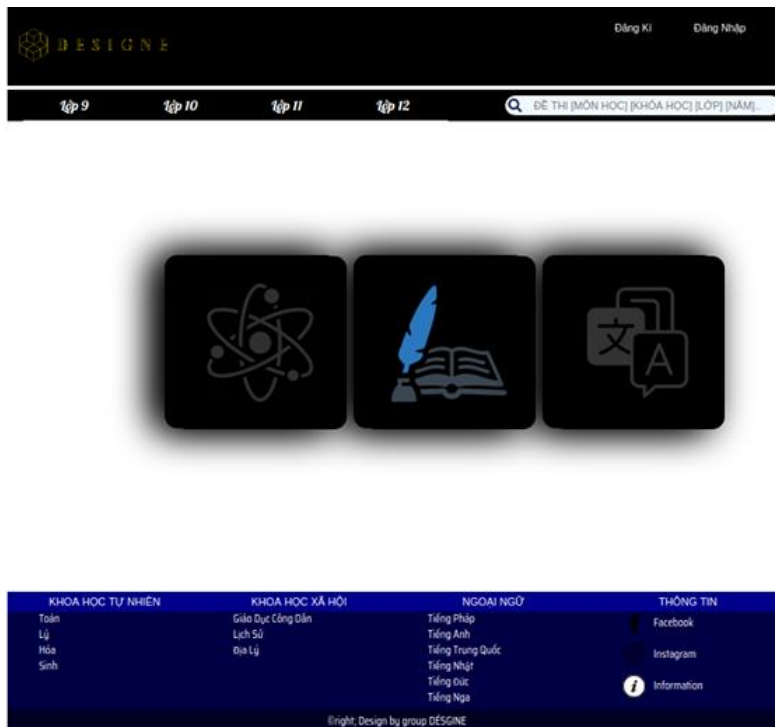 Đăng Kí Đăng Nhập
DESIGNE
Lớp 9 Lớp 10 Lớp 11 Lớp 12
ĐỀ THI [MÔN HỌC] [KHÓA HỌC] [LỚP] [NĂM]...
文
A
KHOA HỌC TỰ NHIÊN
Toán
Lý
Hóa
Sinh
KHOA HỌC XÃ HỘI
Giáo Dục Công Dân
Lịch Sử
Địa Lý
NGOẠI NGỮ
Tiếng Pháp
Tiếng Anh
Tiếng Trung Quốc
Tiếng Nhật
Tiếng Đức
Tiếng Nga
THÔNG TIN
Facebook
Instagram
i Information
©right; Design by group DÉSGINE